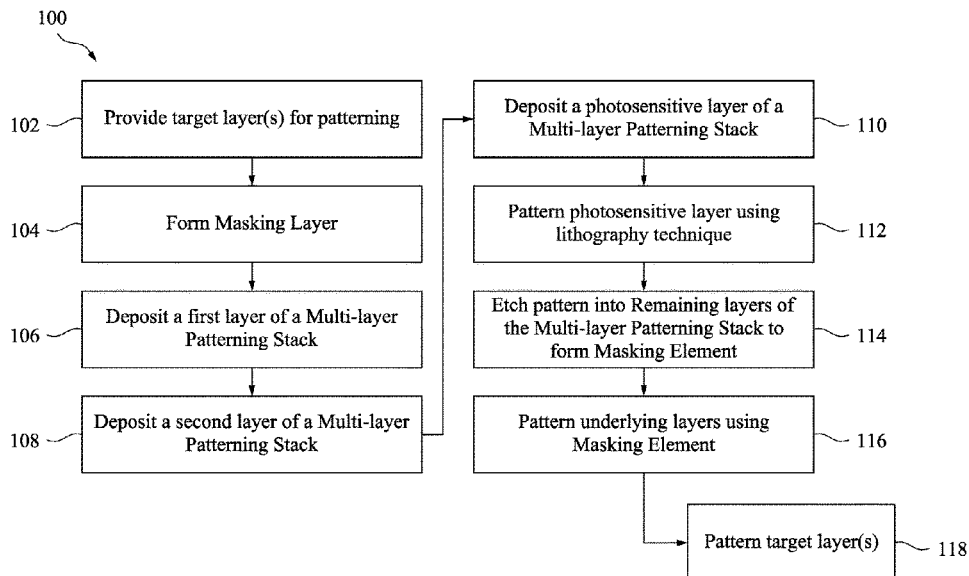 100
102
Provide target layer(s) for patterning
104
Form Masking Layer
106
Deposit a first layer of a Multi-layer
Patterning Stack
108
Deposit a second layer of a Multi-layer
Patterning Stack
Deposit a photosensitive layer of a
Multi-layer Patterning Stack
110
Pattern photosensitive layer using
lithography technique
112
Etch pattern into Remaining layers of
the Multi-layer Patterning Stack to
form Masking Element
114
Pattern underlying layers using
Masking Element
116
Pattern target layer(s)
118